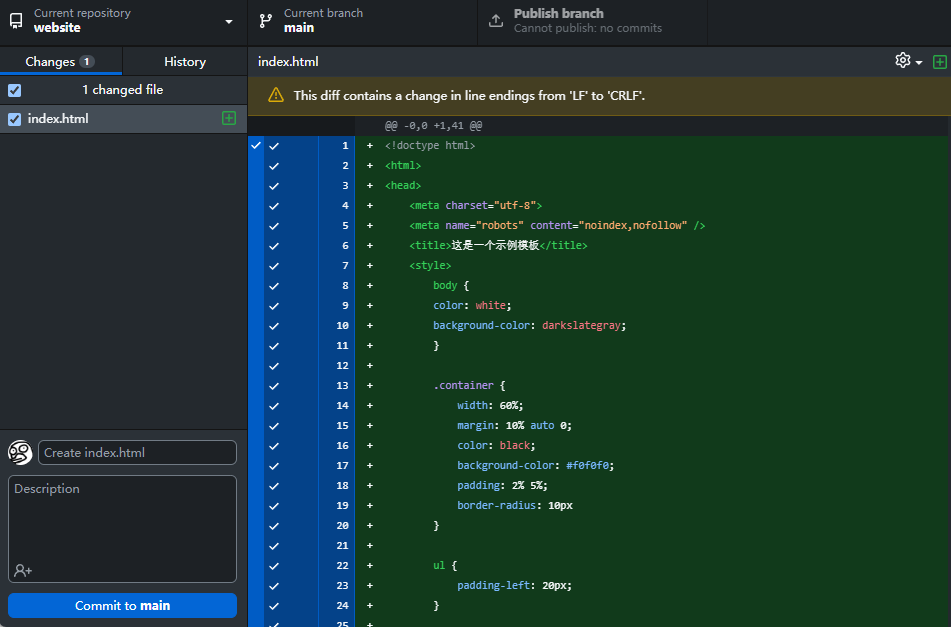 Current repository
website
Current branch
main
Publish branch
Cannot publish: no commits
Changes 1
History
index.html
1 changed file
index.html
This diff contains a change in line endings from 'LF' to 'CRLF'.
@@ -0,0 +1,41 @@
1 + <!doctype html>
2 + <html>
3 + <head>
4 + <meta charset="utf-8">
5 + <meta name="robots" content="noindex,nofollow" />
6 + <title>这是一个示例模板</title>
7 + <style>
8 + body {
9 + color: white;
10 + background-color: darkslategray;
11 + }
12 +
13 + .container {
14 + width: 60%;
15 + margin: 10% auto 0;
16 + color: black;
17 + background-color: #f0f0f0;
18 + padding: 2% 5%;
19 + border-radius: 10px
20 + }
21 +
22 + ul {
23 + padding-left: 20px;
24 + }
25 +
Create index.html
Description
Commit to main